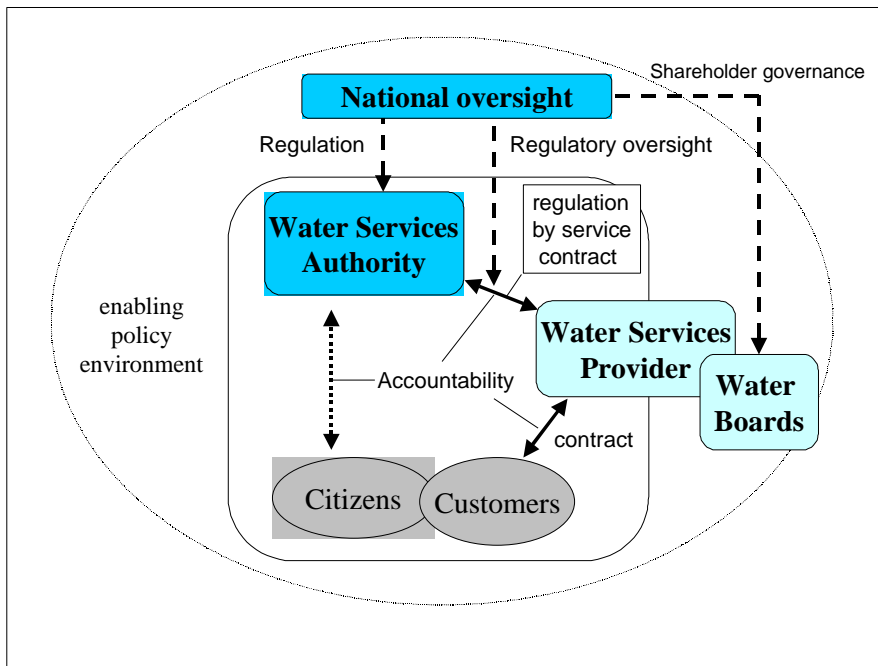 Shareholder governance
National oversight
Regulation
Regulatory oversight
Water Services
Authority
regulation
by service
contract
enabling
policy
environment
Water Services
Provider
Water
Boards
Accountability
contract
Citizens
Customers